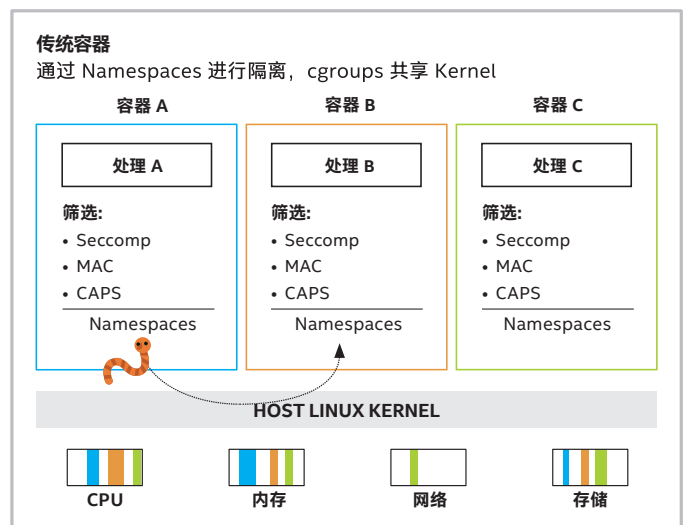 传统容器
通过 Namespaces 进行隔离，cgroups 共享 Kernel
容器 A
容器 B
容器 C
处理 A
处理 B
处理 C
筛选:
• Seccomp
• MAC
• CAPS
Namespaces
筛选:
• Seccomp
• MAC
• CAPS
Namespaces
筛选:
• Seccomp
• MAC
• CAPS
Namespaces
HOST LINUX KERNEL
CPU
内存
网络
存储